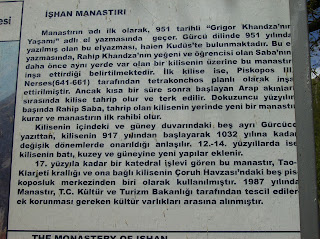 İŞHAN MANASTIRI
Manastırın adı ilk olarak, 951 tarihli "Grigor Khandza'nın
Yaşamı" adlı el yazmasında geçer. Gürcü dilinde 951 yılında
yazılmış olan bu elyazması, halen Kudüs'te bulunmaktadır. Bu e
yazmasında, Rahip Khandza'nın yeğeni ve öğrencisi olan Saba'nın
daha önce aynı yerde var olan bir kilisenin üzerine bu manastır
inşa ettirdiği belirtilmektedir. İlk kilise ise, Piskopos III
Nerses(641-661) tarafından tetrakonchos planlı olarak inşa
ettirilmiştir. Ancak kısa bir süre sonra başlayan Arap akınları
sırasında kilise tahrip olur ve terk edilir. Dokuzuncu yüzyılın
başında Rahip Saba, tahrip olan kilisenin yerinde yeni bir manastı
kurar ve manastırın ilk rahibi olur.
Kilisenin içindeki ve güney duvarındaki, beş ayrı Gürcüce
yazıttan, kilisenin 917 yılından başlayarak 1032 yılına kadar
değişik dönemlerde onarıldığı anlaşılır. 12.-14. yüzyıllarda ise
kilisenin batı, kuzey ve güneyine yeni yapılar eklenir.
17. yüzyıla kadar bir katedral işlevi gören bu manastır, Tao-
Klarjeti krallığı ve ona bağlı kilisenin Çoruh Havzası'ndaki beş pis
koposluk merkezinden biri olarak kullanılmıştır. 1987 yılında
Manastır, T.C. Kültür ve Turizm Bakanlığı tarafından tescil ediler
ek korunması gereken kültür varlıkları arasına alınmıştır.
THE MONASTERY OF ISHAN